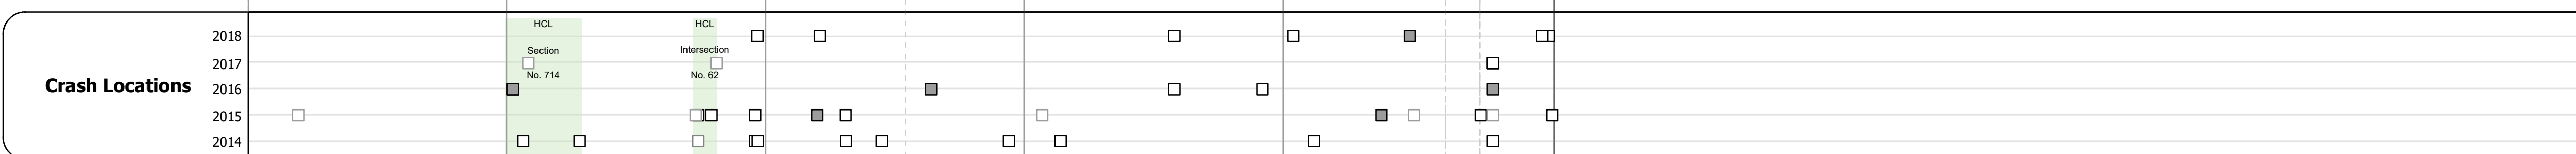 Crash Locations
2018
2017
2016
2015
2014
HCL
Section
No. 714
HCL
Intersection
No. 62